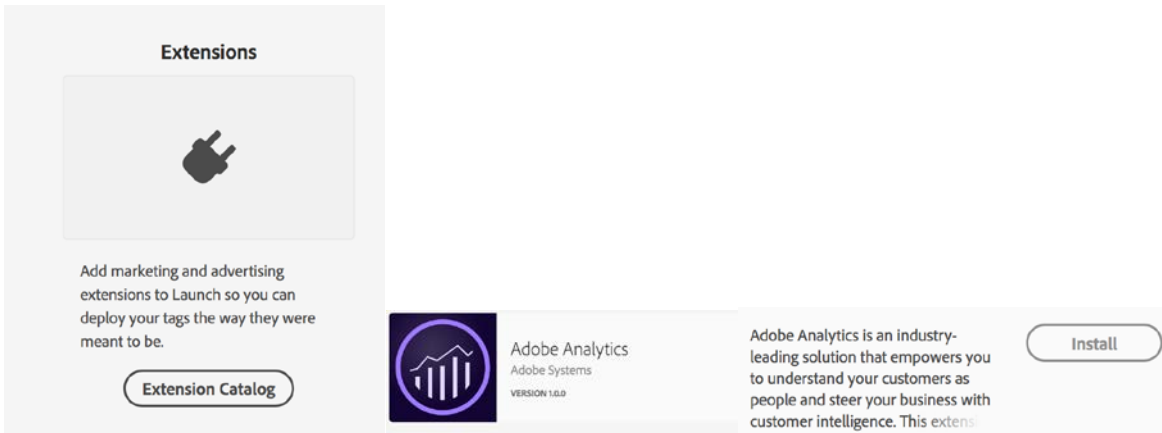 Extensions
Add marketing and advertising
extensions to Launch so you can
deploy your tags the way they were
meant to be.
Extension Catalog
Adobe Analytics
Adobe Systems
VERSION 1.0.0
Adobe Analytics is an industry-
leading solution that empowers you
to understand your customers as
people and steer your business with
customer intelligence. This extens
Install